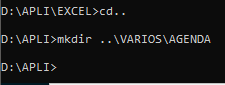 D:\APLI\EXCEL>cd..
D:\APLI>mkdir ..\VARIOS\AGENDA
D:\APLI>